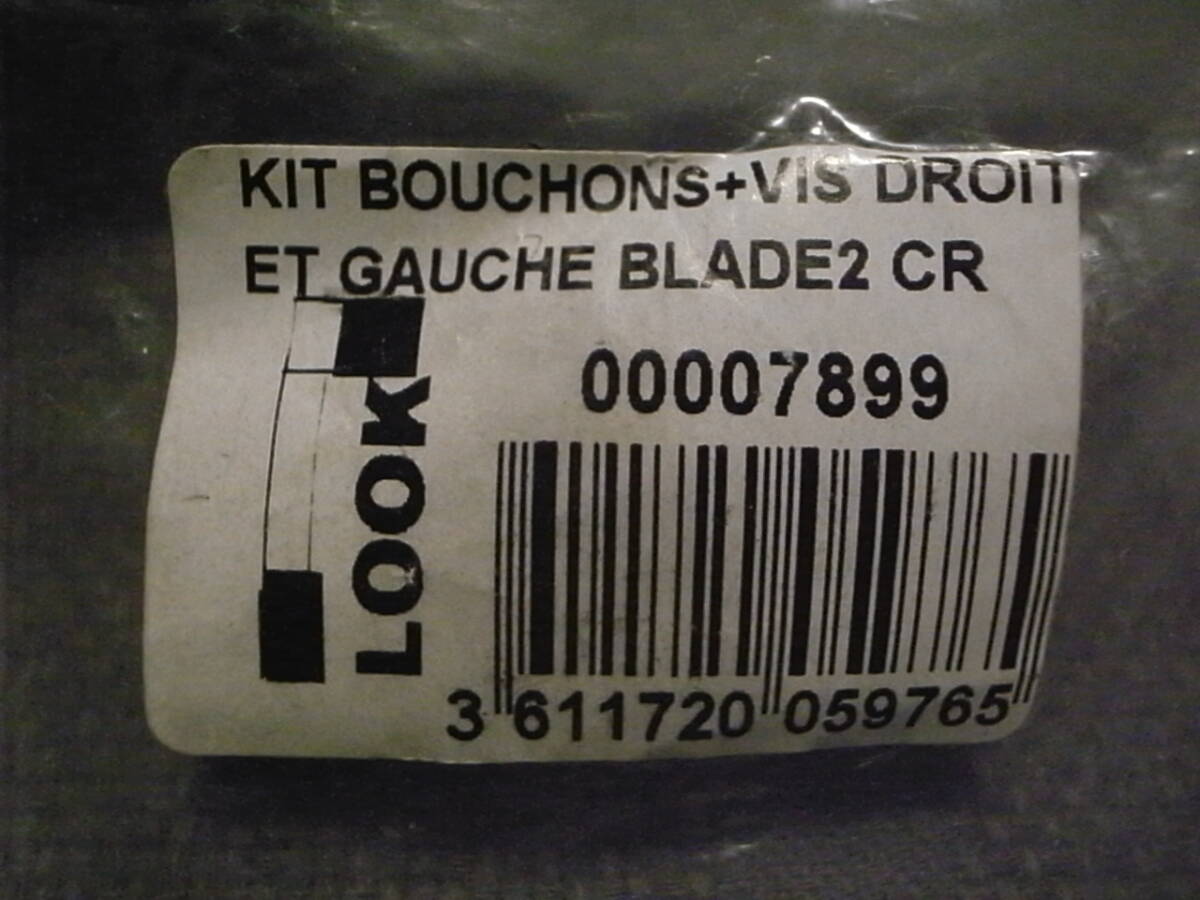 KIT BOUCHONS+VIS DROIT
ET GAUCHE BLADE2 CR
00007899
LOOK
3 611720 059765